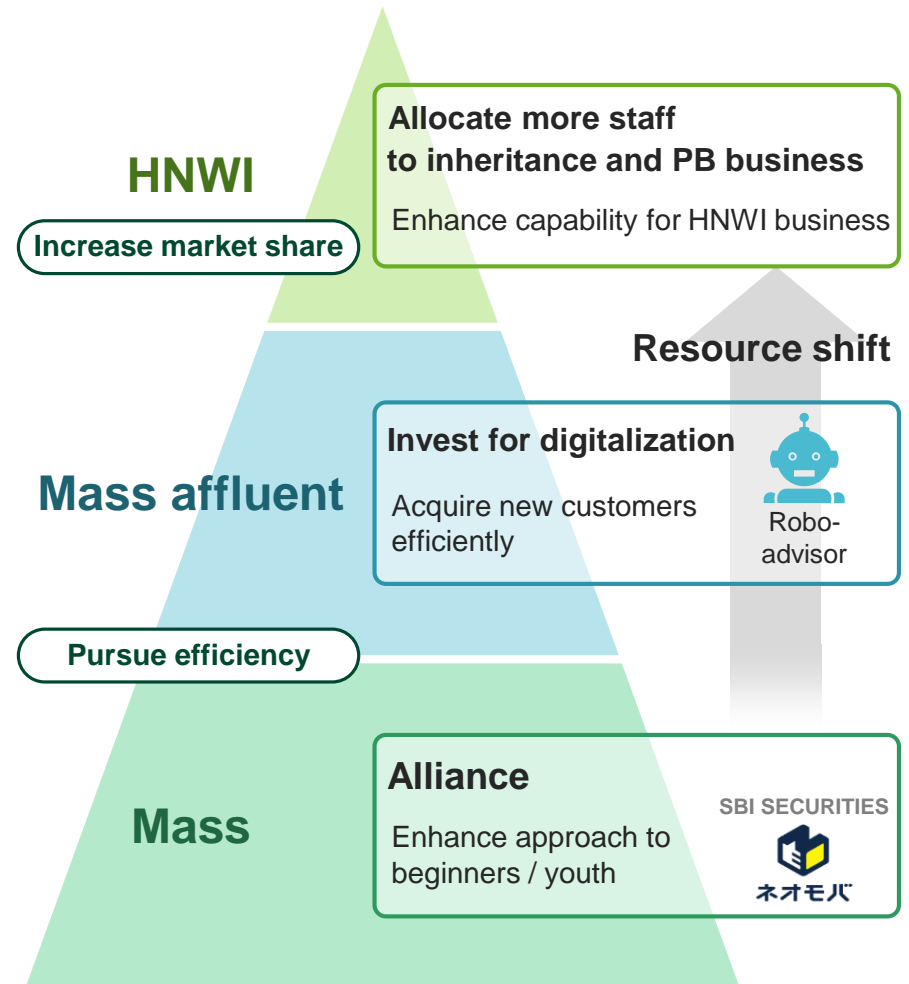 HNWI
Increase market share
Allocate more staff
to inheritance and PB business
Enhance capability for HNWI business
Resource shift
Mass affluent
Invest for digitalization
Acquire new customers
efficiently
Robo-
advisor
Pursue efficiency
Mass
Alliance
Enhance approach to
beginners / youth
SBI SECURITIES
ネオモバ